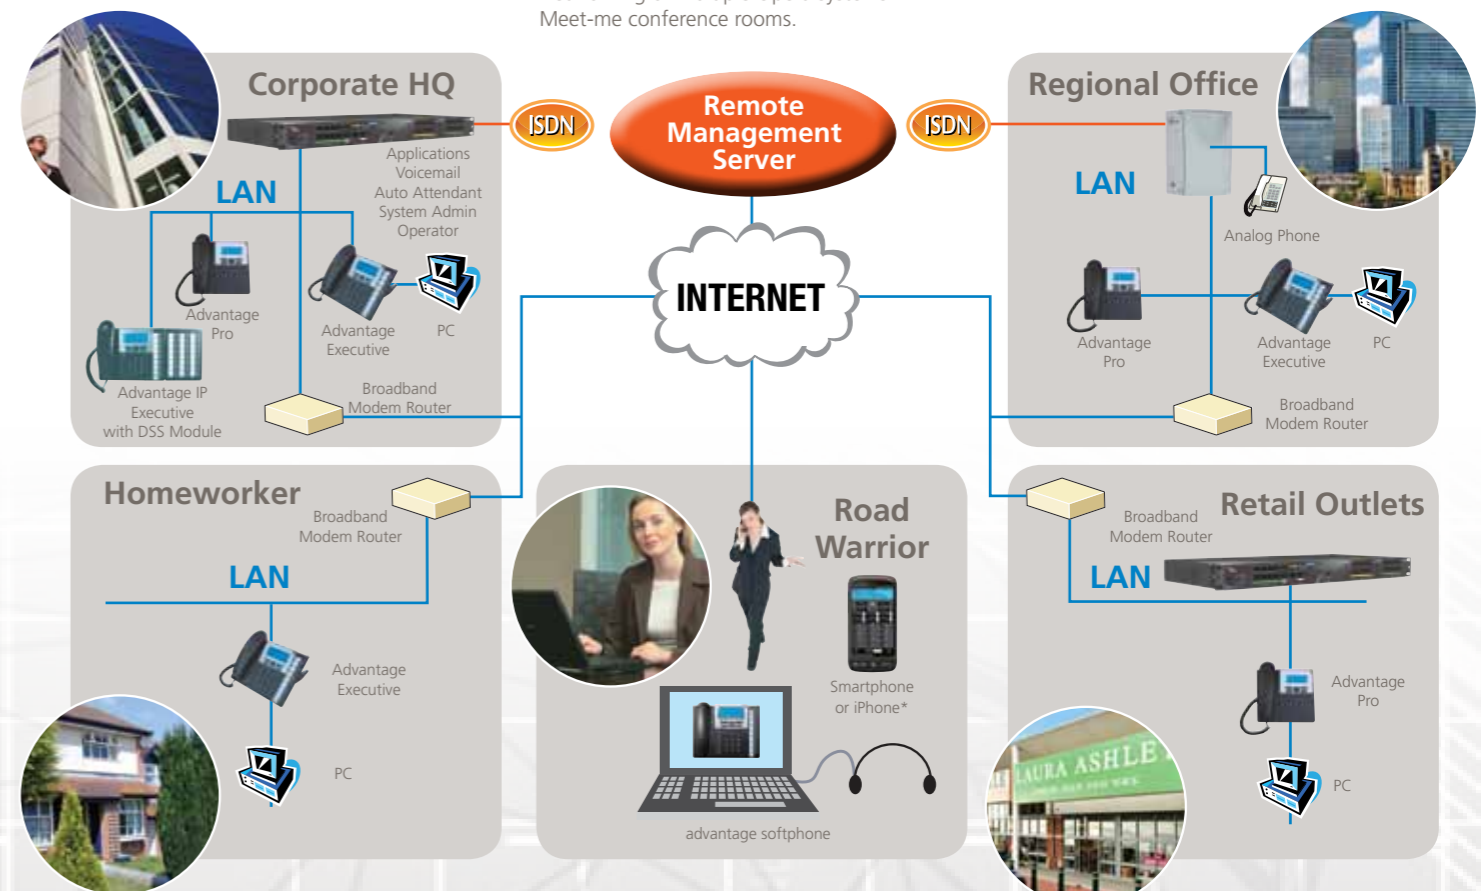 Meet-me conference rooms.
Corporate HQ
ISDN
Remote
Management
Server
ISDN
Regional Office
Applications
Voicemail
Auto Attendant
System Admin
Operator
LAN
Advantage
Pro
Advantage
Executive
PC
Advantage IP
Executive
with DSS Module
Broadband
Modem Router
INTERNET
LAN
Analog Phone
Advantage
Pro
Advantage
Executive
PC
Broadband
Modem Router
Homeworker
Broadband
Modem Router
LAN
Advantage
Executive
PC
Road
Warrior
Smartphone
or iPhone*
advantage softphone
Retail Outlets
Broadband
Modem Router
LAN
Advantage
Pro
PC
LAURA ASHLE